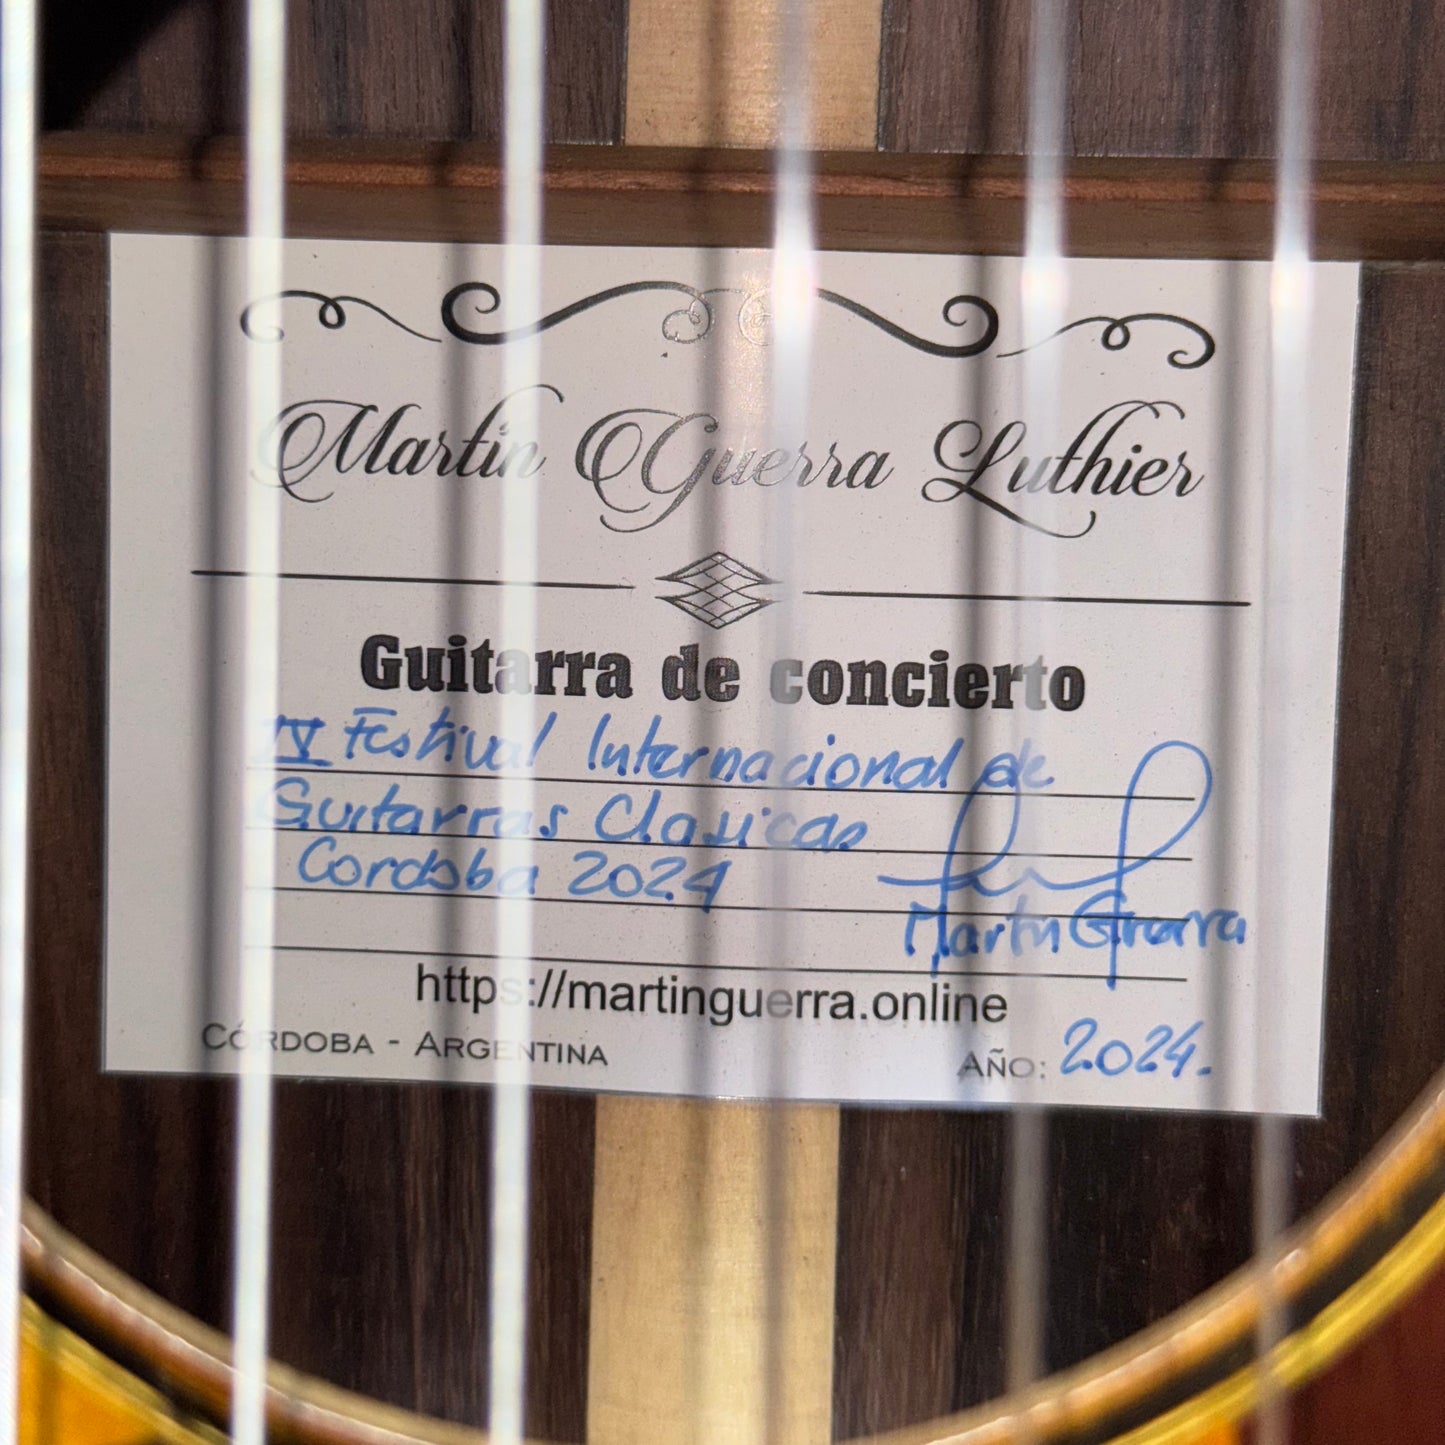 Martín Guerra Luthier
Guitarra de concierto
IV Festival Internacional de
Guitarras Clasicas
Cordoba 2024
Martin Guerra
https://martinguerra.online
CÓRDOBA - ARGENTINA
AÑO: 2024.